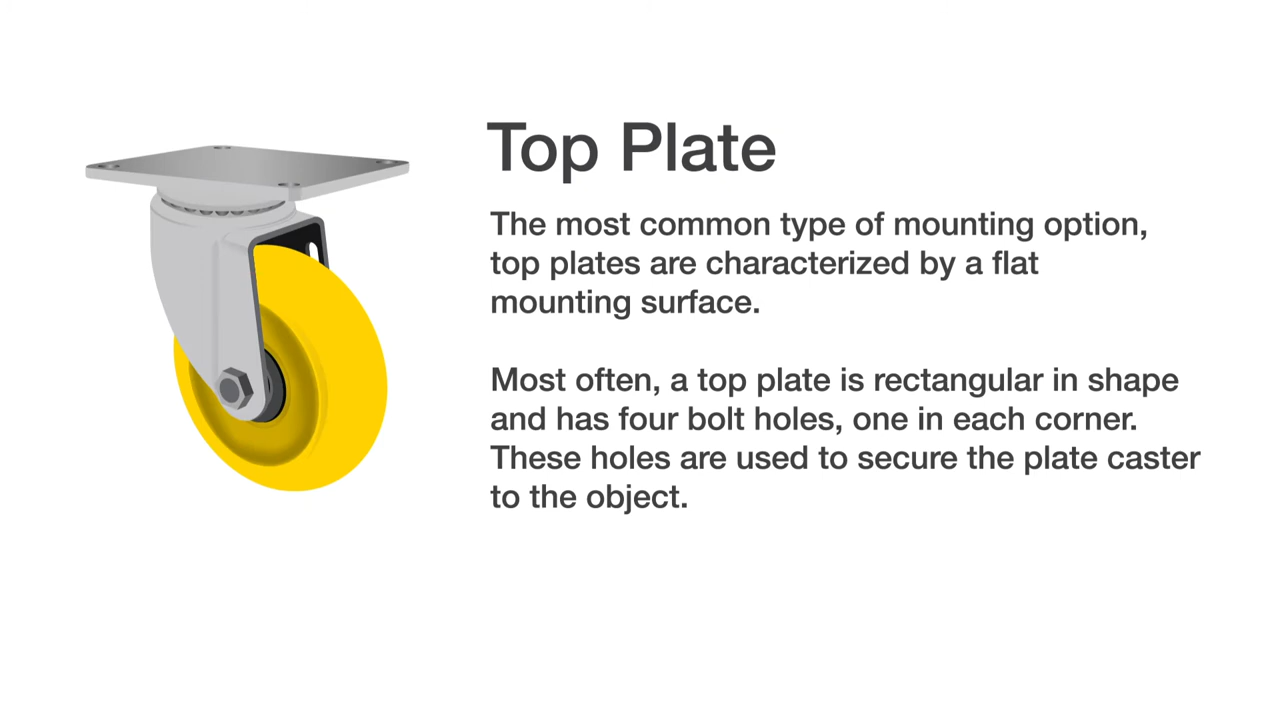 Top Plate
The most common type of mounting option,
top plates are characterized by a flat
mounting surface.
Most often, a top plate is rectangular in shape
and has four bolt holes, one in each corner.
These holes are used to secure the plate caster
to the object.